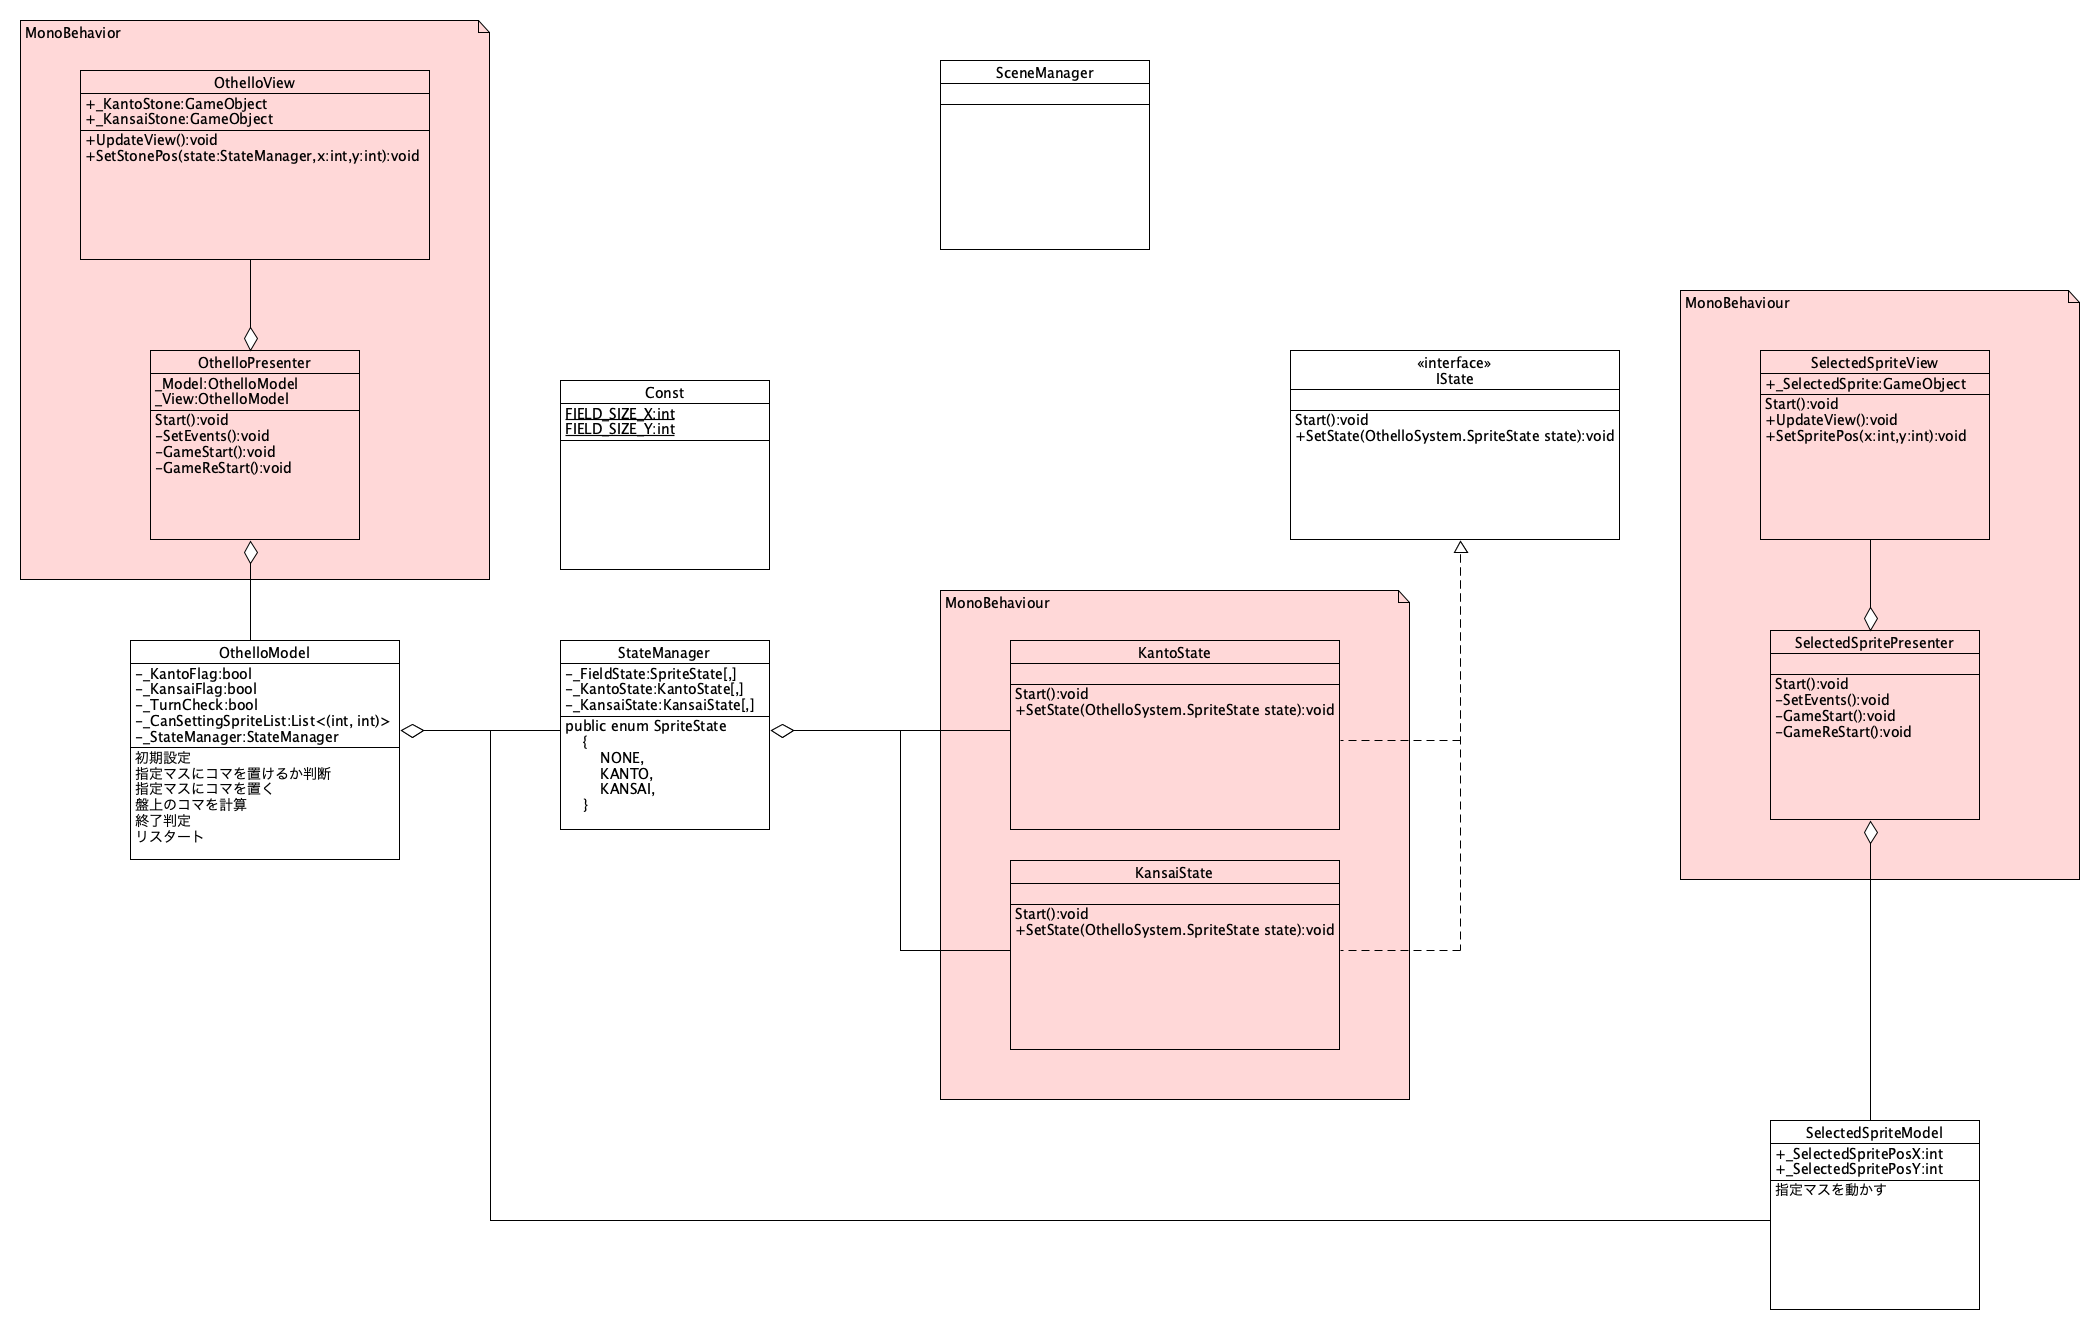 MonoBehavior
OthelloView
+_KantoStone:GameObject
+_KansaiStone:GameObject
+UpdateView():void
+SetStonePos(state:StateManager,x:int,y:int):void
OthelloPresenter
_Model:OthelloModel
_View:OthelloModel
Start():void
-SetEvents():void
-GameStart():void
-GameReStart():void
OthelloModel
-_KantoFlag:bool
-_KansaiFlag:bool
-_TurnCheck:bool
-_CanSettingSpriteList:List<(int, int)>
-_StateManager:StateManager
初期設定
指定マスにコマを置けるか判断
指定マスにコマを置く
盤上のコマを計算
終了判定
リスタート
Const
FIELD_SIZE_X:int
FIELD_SIZE_Y:int
StateManager
-_FieldState:SpriteState[,]
-_KantoState:KantoState[,]
-_KansaiState:KansaiState[,]
public enum SpriteState
{
NONE,
KANTO,
KANSAI,
}
SceneManager
MonoBehaviour
KantoState
Start():void
+SetState(OthelloSystem.SpriteState state):void
KansaiState
Start():void
+SetState(OthelloSystem.SpriteState state):void
«interface»
IState
Start():void
+SetState(OthelloSystem.SpriteState state):void
MonoBehaviour
SelectedSpriteView
+_SelectedSprite:GameObject
Start():void
+UpdateView():void
+SetSpritPos(x:int,y:int):void
SelectedSpritePresenter
Start():void
-SetEvents():void
-GameStart():void
-GameReStart():void
SelectedSpriteModel
+_SelectedSpritePosX:int
+_SelectedSpritePosY:int
指定マスを動かす